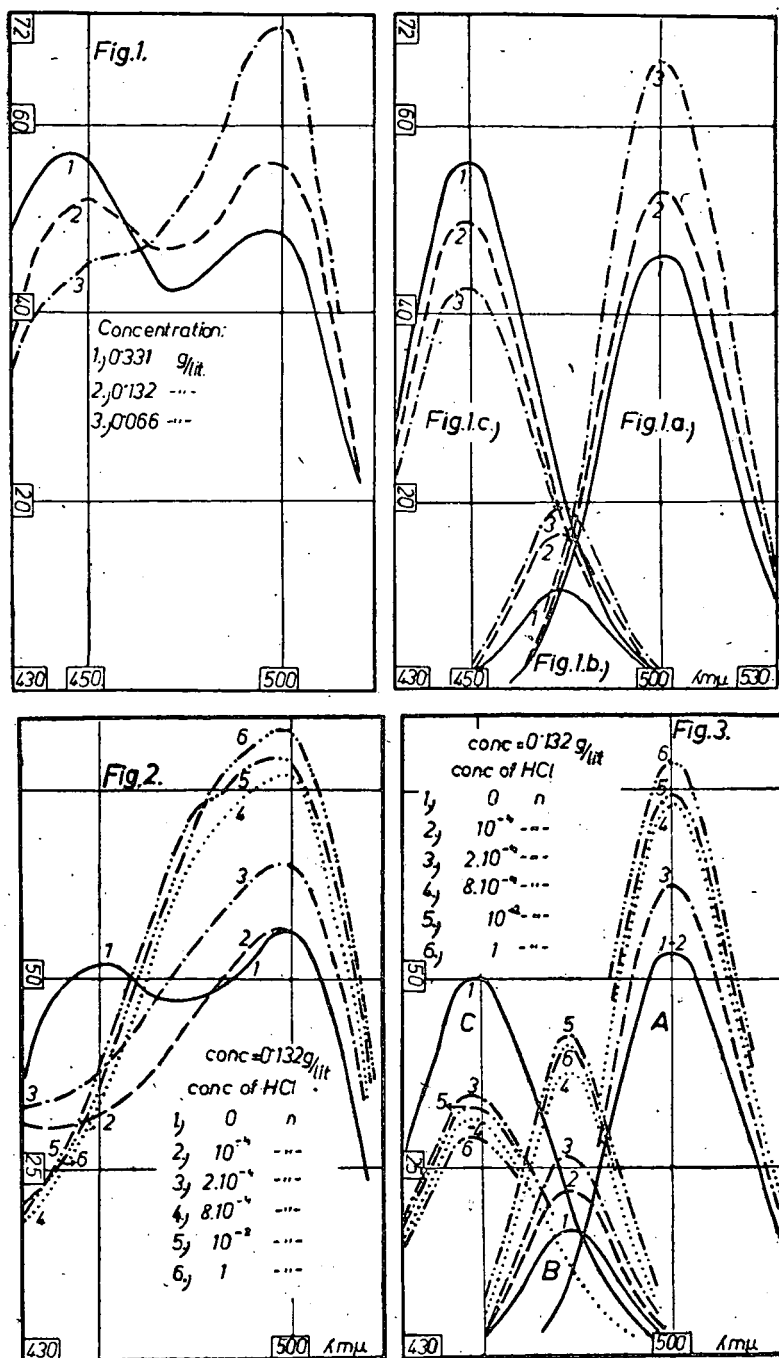 72
Fig.1.
60
1
2
3
40
Concentration:
1,) 0·331 g/lit.
2,) 0·132 -"-
3,) 0·066 -"-
20
430 450 500
72
60
3
1
2
2
3
1
40
Fig.1.c.) Fig.1.a.)
20
3
2
1
Fig.1.b.)
430 450 500 530 λmμ
Fig.2.
6
5
4
3
2
1
1
50
3
2
25
5
6
4
conc=0·132g/lit
conc of HCl
1,) 0 n
2,) 10⁻⁴ -"-
3,) 2.10⁻⁴ -"-
4,) 8.10⁻⁴ -"-
5,) 10⁻² -"-
6,) 1 -"-
430 500 λmμ
conc=0·132g/lit
Fig.3.
conc of HCl
1,) 0 n
2,) 10⁻⁴ -"-
3,) 2.10⁻⁴ -"-
4,) 8.10⁻⁴ -"-
5,) 10⁻² -"-
6,) 1 -"-
6
5
4
3
1-2
50
1
C A
5
6
4
3
5
4
6
25
3
2
1
B
430 500 λmμ